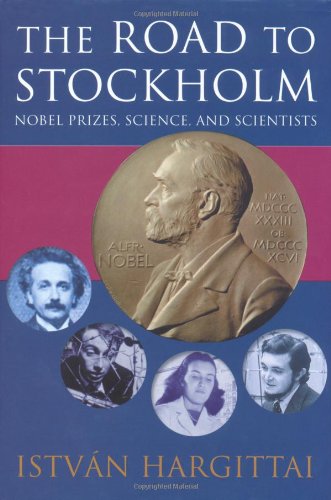 THE ROAD TO
STOCKHOLM
NOBEL PRIZES, SCIENCE, AND SCIENTISTS
ALFR·
NOBEL
NAT·
MDCCC
XXXIII
OB·
MDCCC
XCVI
ISTVÁN HARGITTAI